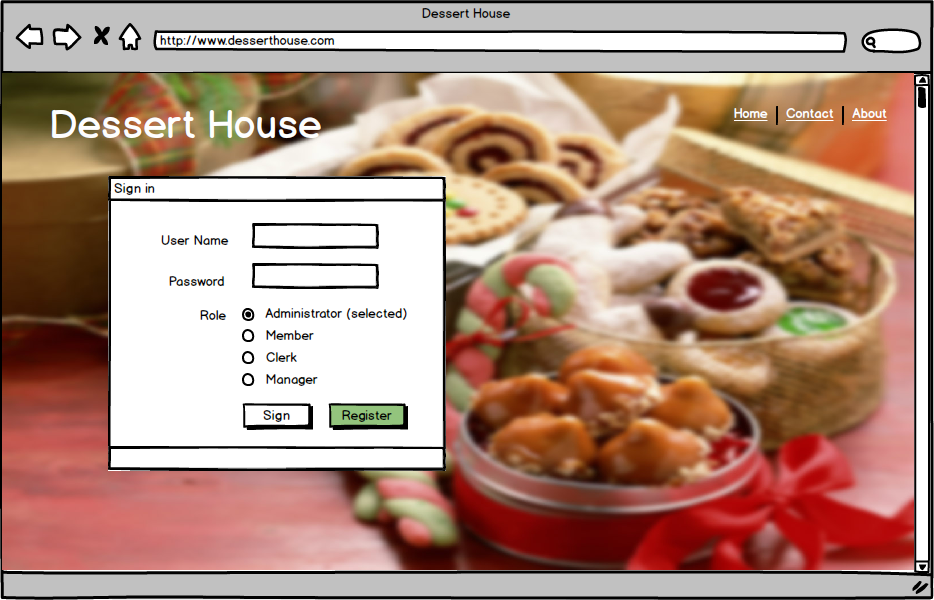 Dessert House
http://www.desserthouse.com
Dessert House
Home | Contact | About
Sign in
User Name
Password
Role
Administrator (selected)
Member
Clerk
Manager
Sign
Register